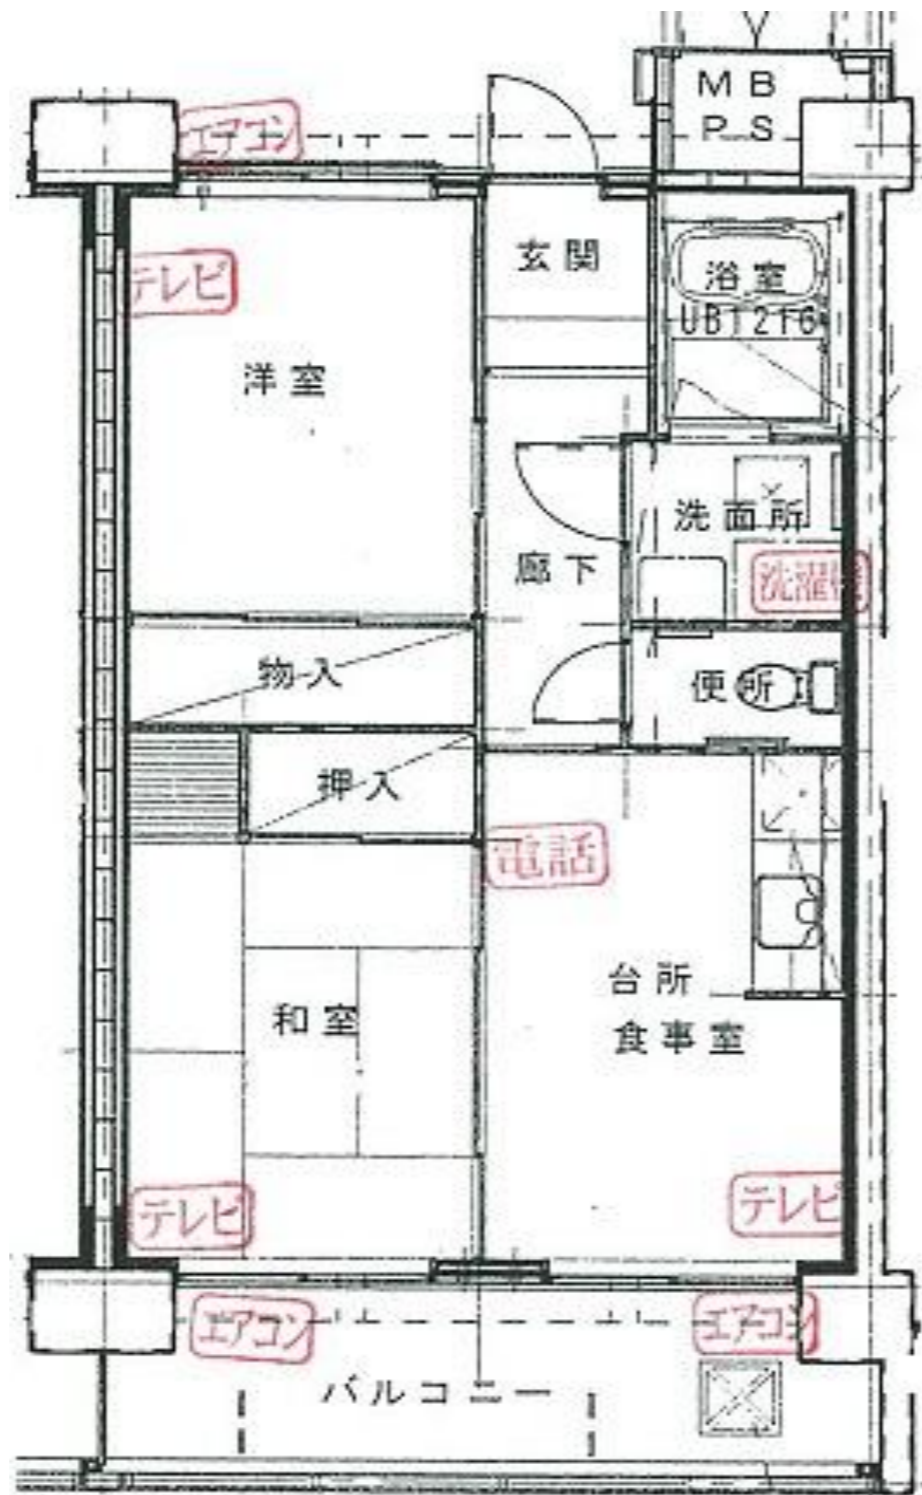 MB
PS
エアコン
玄関
浴室
UB1216
テレビ
洋室
洗面所
廊下
洗濯機
物入
便所
押入
電話
台所
食事室
和室
テレビ
テレビ
エアコン
エアコン
バルコニー